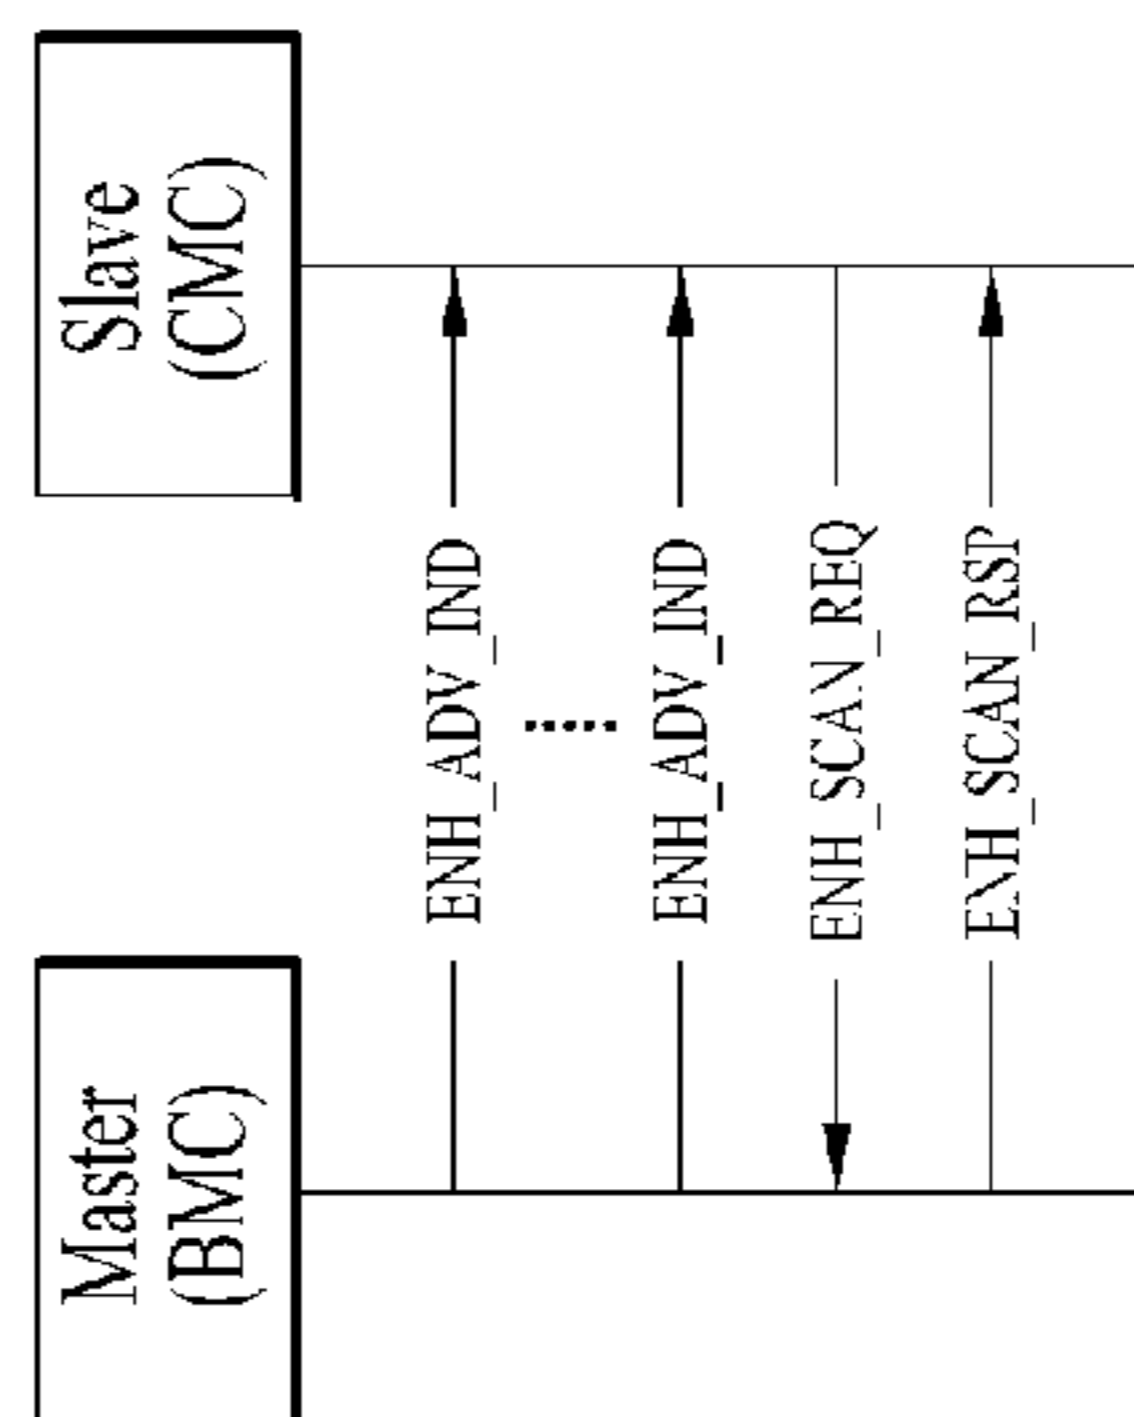 Master
(BMC)
Slave
(CMC)
ENH_ADV_IND
.....
ENH_ADV_IND
ENH_SCAN_REQ
ENH_SCAN_RSP